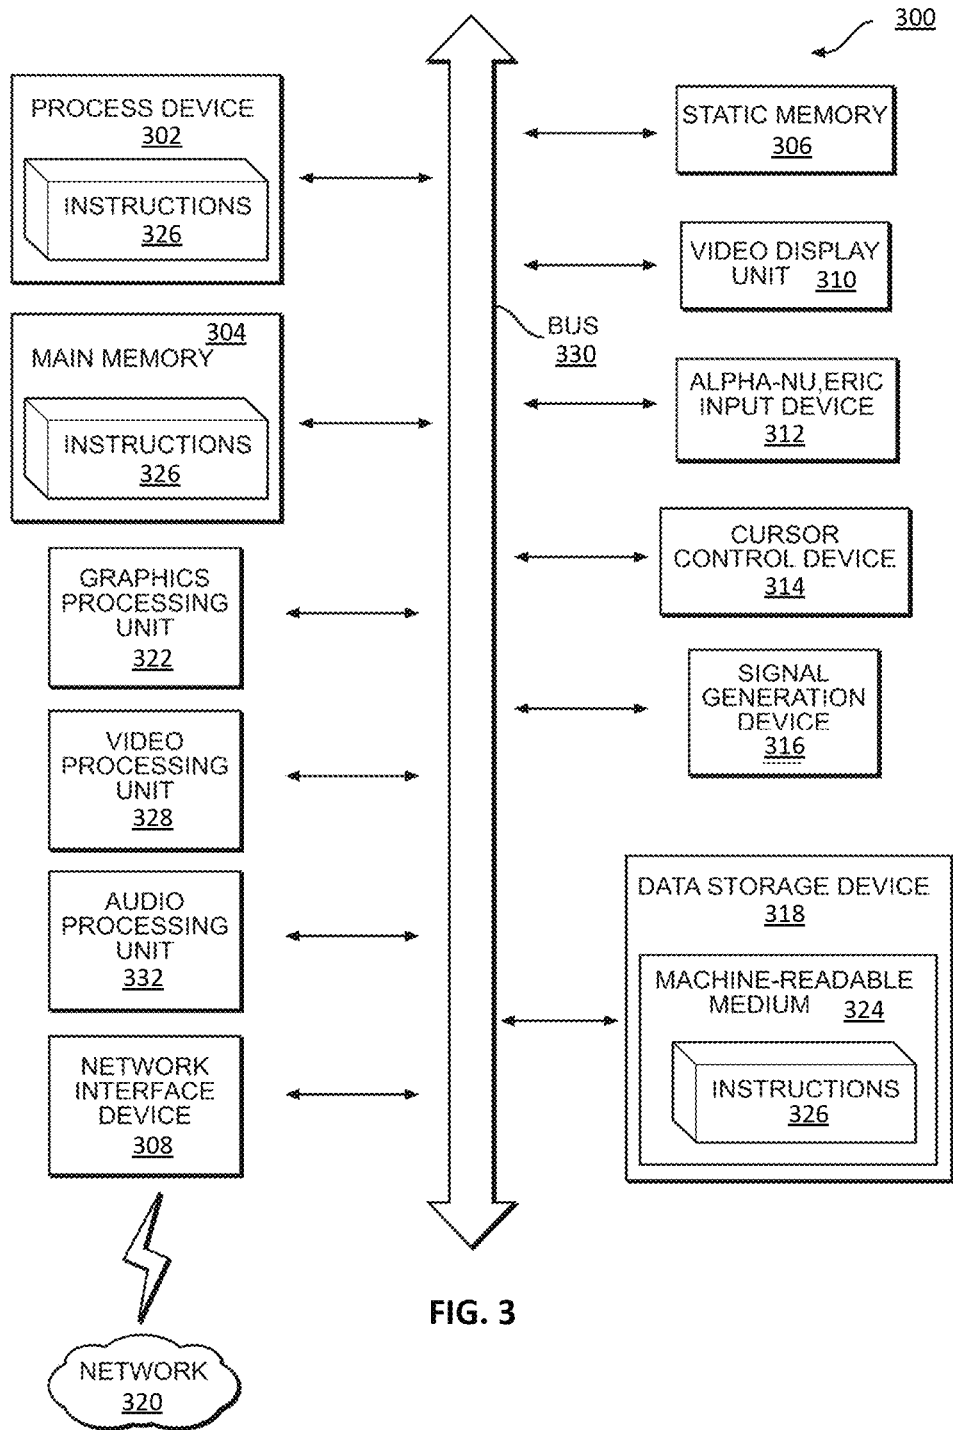 300
PROCESS DEVICE
302
INSTRUCTIONS
326
304
MAIN MEMORY
INSTRUCTIONS
326
GRAPHICS
PROCESSING
UNIT
322
VIDEO
PROCESSING
UNIT
328
AUDIO
PROCESSING
UNIT
332
NETWORK
INTERFACE
DEVICE
308
NETWORK
320
BUS
330
STATIC MEMORY
306
VIDEO DISPLAY
UNIT 310
ALPHA-NU,ERIC
INPUT DEVICE
312
CURSOR
CONTROL DEVICE
314
SIGNAL
GENERATION
DEVICE
316
DATA STORAGE DEVICE
318
MACHINE-READABLE
MEDIUM 324
INSTRUCTIONS
326
FIG. 3